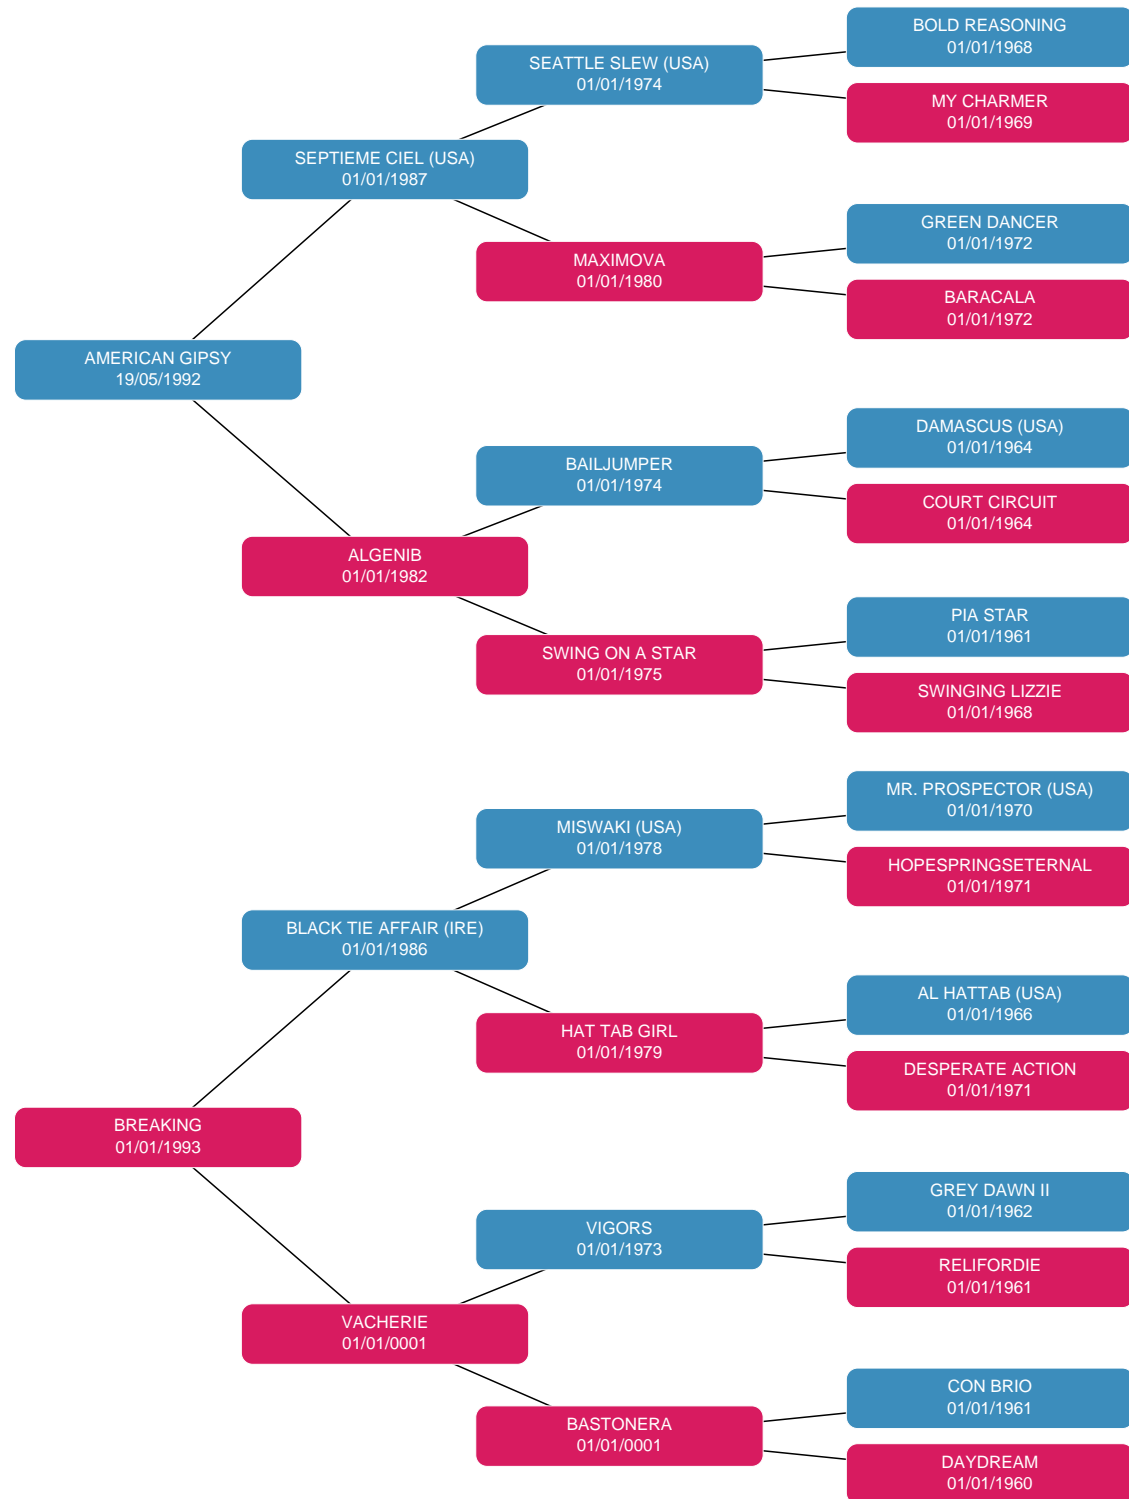 BOLD REASONING
01/01/1968
SEATTLE SLEW (USA)
01/01/1974
MY CHARMER
01/01/1969
SEPTIEME CIEL (USA)
01/01/1987
GREEN DANCER
01/01/1972
MAXIMOVA
01/01/1980
BARACALA
01/01/1972
AMERICAN GIPSY
19/05/1992
DAMASCUS (USA)
01/01/1964
BAILJUMPER
01/01/1974
COURT CIRCUIT
01/01/1964
ALGENIB
01/01/1982
PIA STAR
01/01/1961
SWING ON A STAR
01/01/1975
SWINGING LIZZIE
01/01/1968
MR. PROSPECTOR (USA)
01/01/1970
MISWAKI (USA)
01/01/1978
HOPESPRINGSETERNAL
01/01/1971
BLACK TIE AFFAIR (IRE)
01/01/1986
AL HATTAB (USA)
01/01/1966
HAT TAB GIRL
01/01/1979
DESPERATE ACTION
01/01/1971
BREAKING
01/01/1993
GREY DAWN II
01/01/1962
VIGORS
01/01/1973
RELIFORDIE
01/01/1961
VACHERIE
01/01/0001
CON BRIO
01/01/1961
BASTONERA
01/01/0001
DAYDREAM
01/01/1960